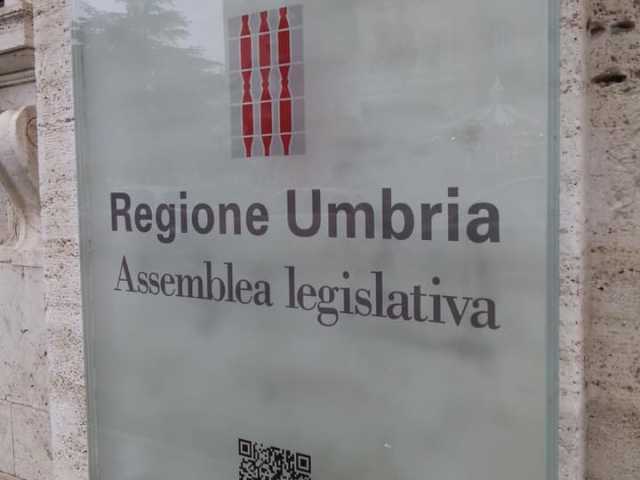 Regione Umbria
Assemblea legislativa